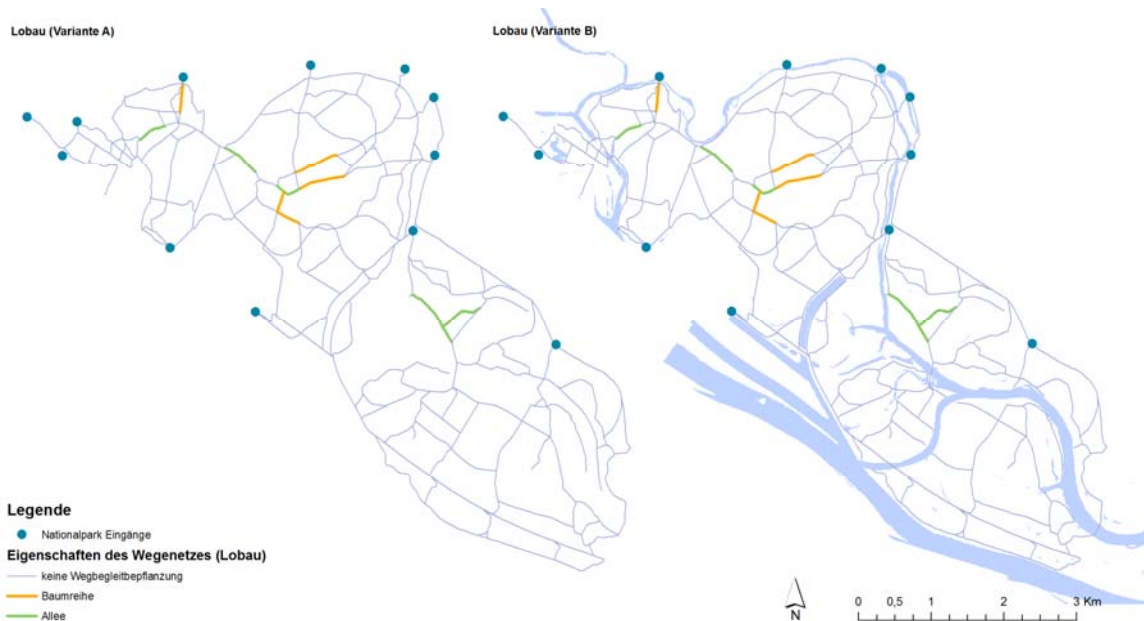 Lobau (Variante A)
Lobau (Variante B)
Legende
Nationalpark Eingänge
Eigenschaften des Wegenetzes (Lobau)
keine Wegbegleitbepflanzung
Baumreihe
Allee
N
0 0,5 1 2 3 Km